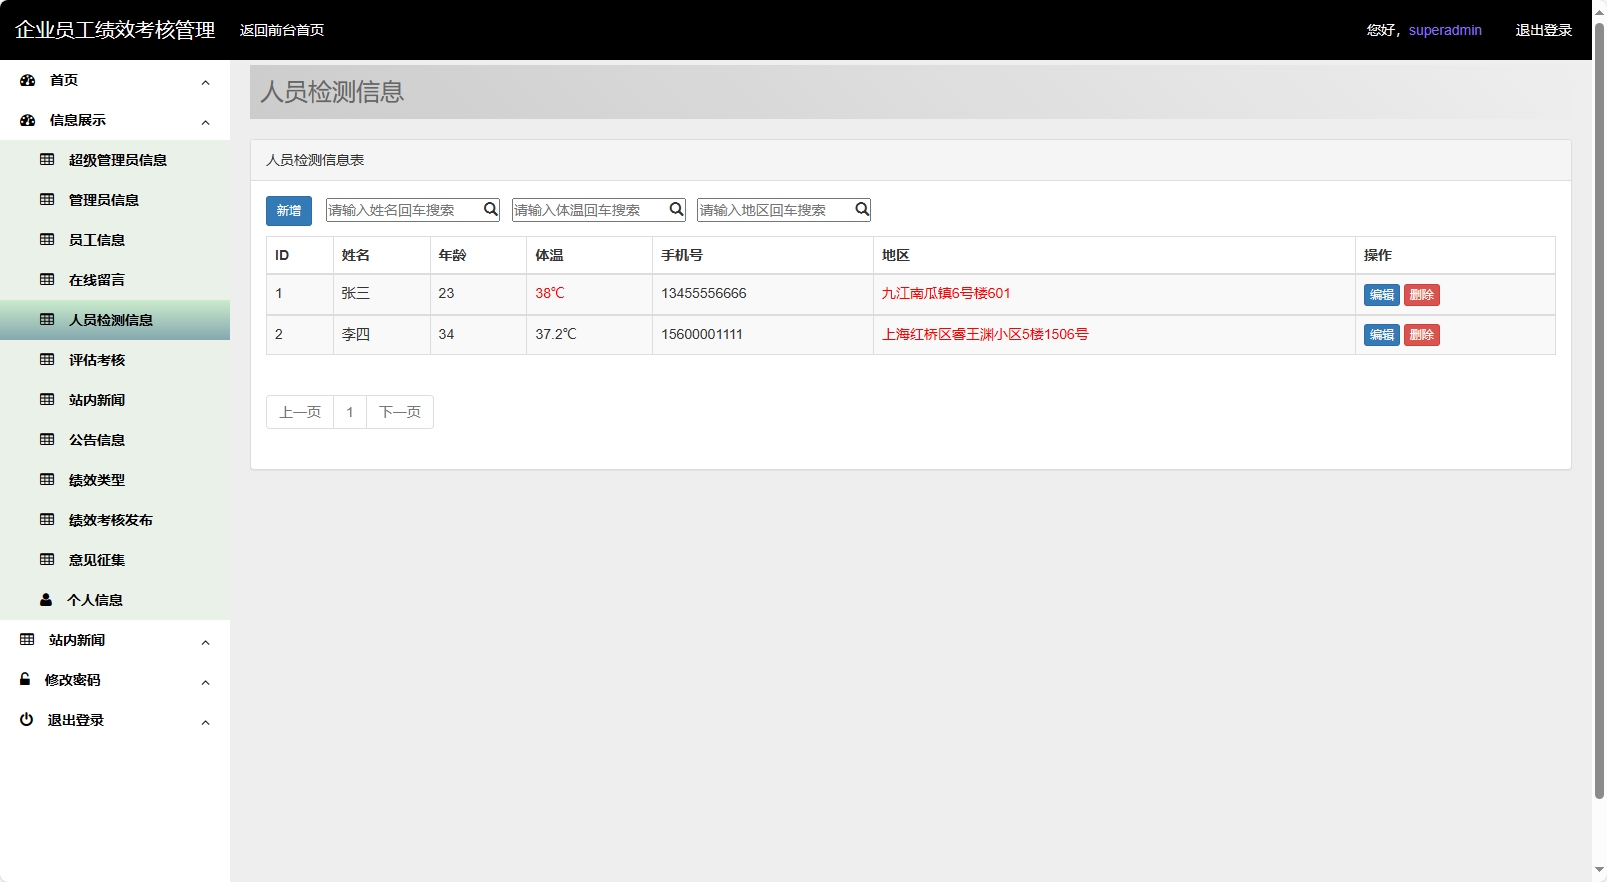 企业员工绩效考核管理 返回前台首页 您好，superadmin 退出登录
首页
信息展示
超级管理员信息
管理员信息
员工信息
在线留言
人员检测信息
评估考核
站内新闻
公告信息
绩效类型
绩效考核发布
意见征集
个人信息
站内新闻
修改密码
退出登录
人员检测信息
人员检测信息表
新增 请输入姓名回车搜索 请输入体温回车搜索 请输入地区回车搜索
ID 姓名 年龄 体温 手机号 地区 操作
1 张三 23 38℃ 13455556666 九江南瓜镇6号楼601 编辑 删除
2 李四 34 37.2℃ 15600001111 上海红桥区睿王渊小区5楼1506号 编辑 删除
上一页 1 下一页